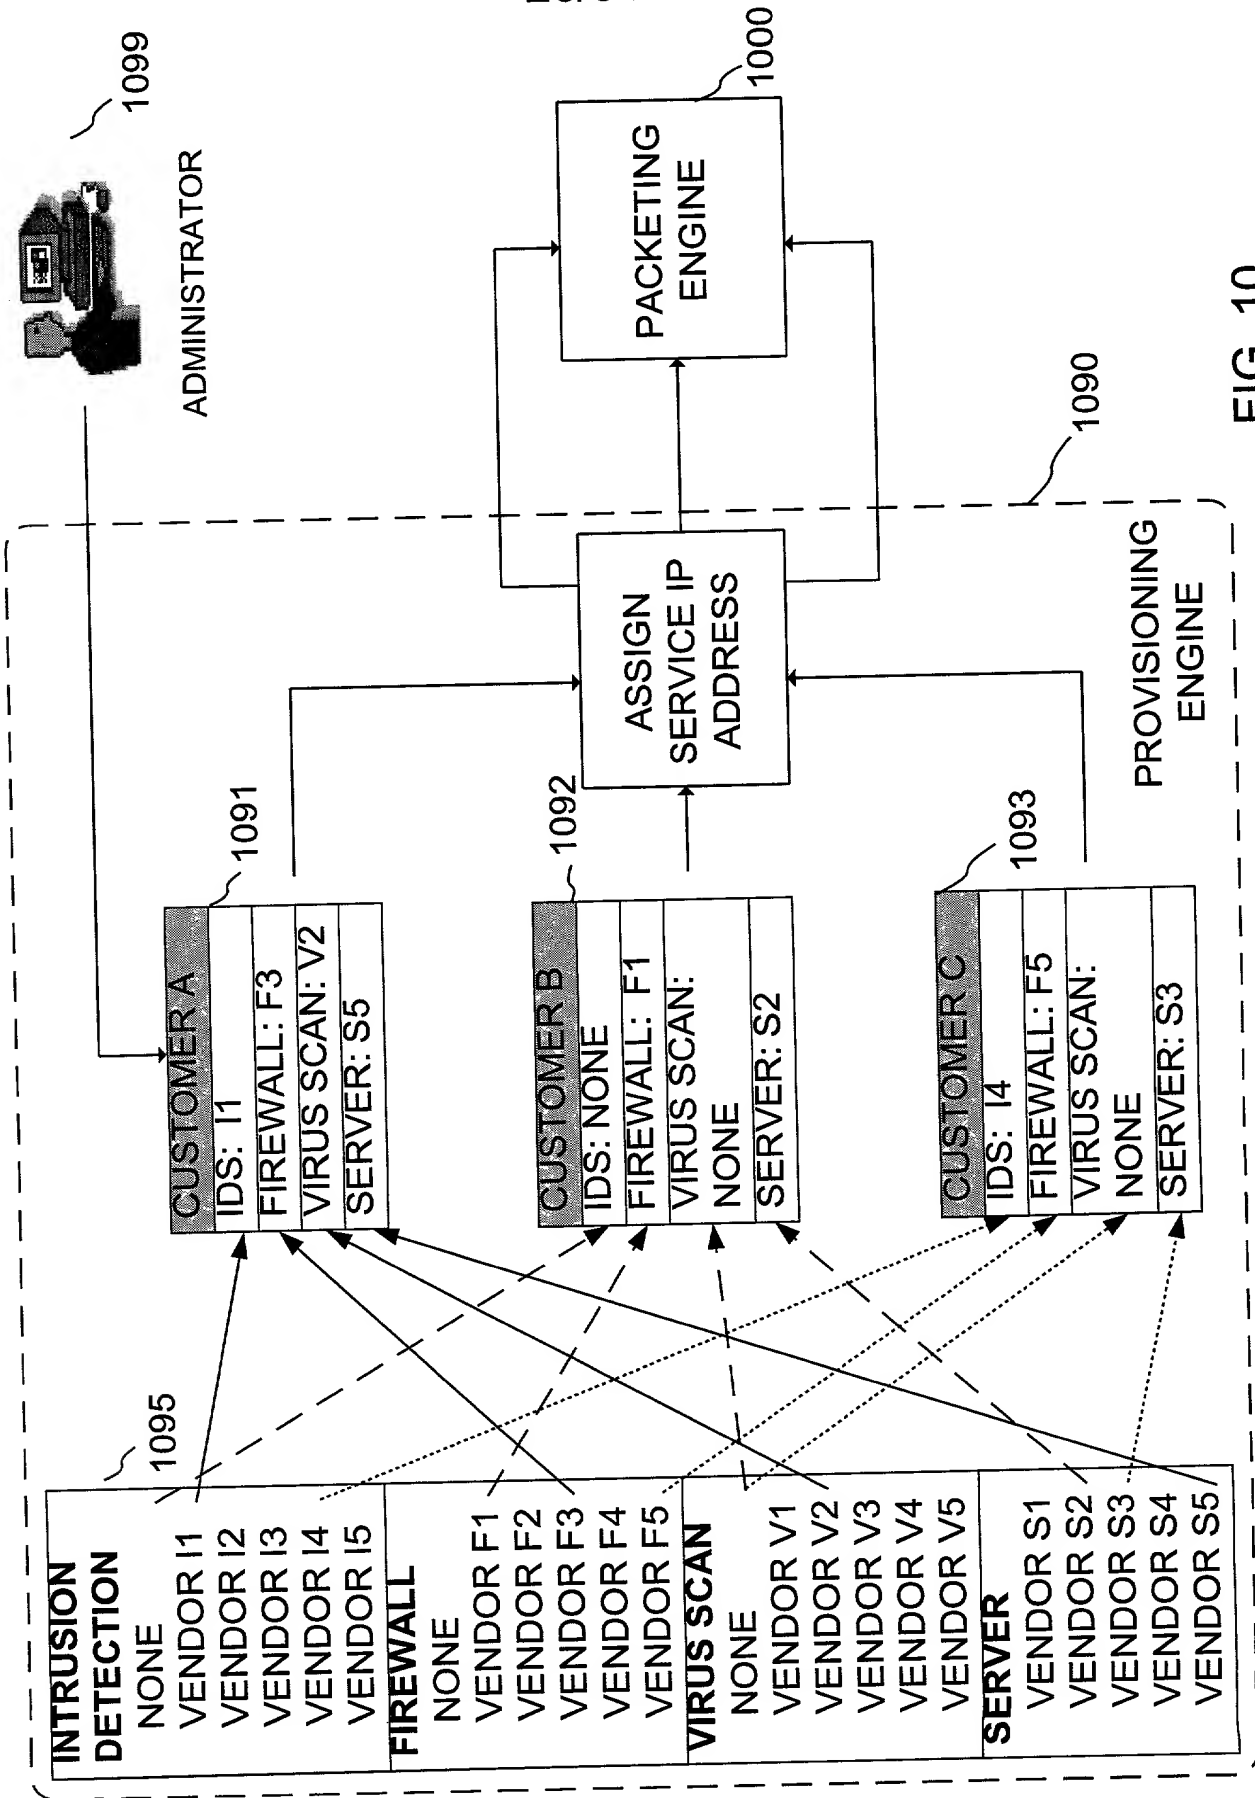 1099
ADMINISTRATOR
INTRUSION
DETECTION
NONE
VENDOR I1
VENDOR I2
VENDOR I3
VENDOR I4
VENDOR I5
FIREWALL
NONE
VENDOR F1
VENDOR F2
VENDOR F3
VENDOR F4
VENDOR F5
VIRUS SCAN
NONE
VENDOR V1
VENDOR V2
VENDOR V3
VENDOR V4
VENDOR V5
SERVER
VENDOR S1
VENDOR S2
VENDOR S3
VENDOR S4
VENDOR S5
1095
CUSTOMER A
IDS: I1
FIREWALL: F3
VIRUS SCAN: V2
SERVER: S5
1091
CUSTOMER B
IDS: NONE
FIREWALL: F1
VIRUS SCAN:
NONE
SERVER: S2
1092
CUSTOMER C
IDS: I4
FIREWALL: F5
VIRUS SCAN:
NONE
SERVER: S3
1093
ASSIGN
SERVICE IP
ADDRESS
PROVISIONING
ENGINE
1090
PACKETING
ENGINE
1000
FIG. 10